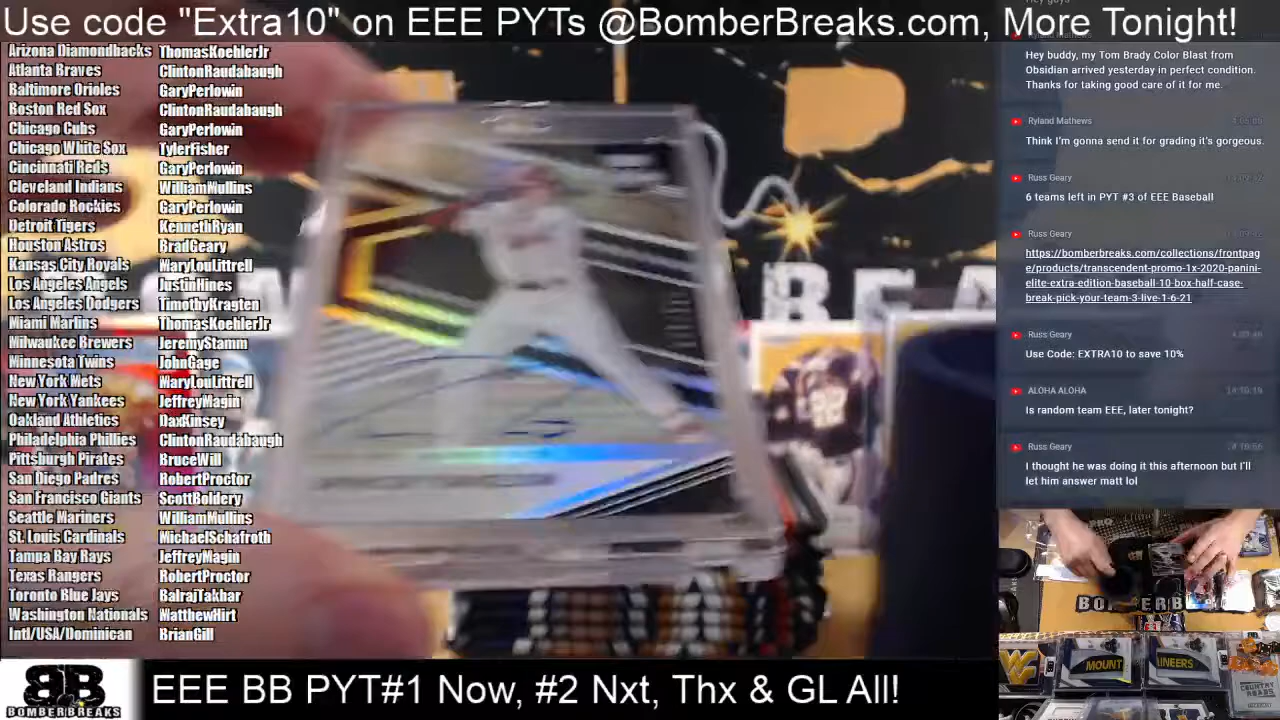 Use code "Extra10" on EEE PYTs @BomberBreaks.com, More Tonight!
Arizona Diamondbacks ThomasKoehlerJr
Atlanta Braves ClintonRaudabaugh
Baltimore Orioles GaryPerlowin
Boston Red Sox ClintonRaudabaugh
Chicago Cubs GaryPerlowin
Chicago White Sox TylerFisher
Cincinnati Reds GaryPerlowin
Cleveland Indians WilliamMullins
Colorado Rockies GaryPerlowin
Detroit Tigers KennethRyan
Houston Astros BradGeary
Kansas City Royals MaryLouLittrell
Los Angeles Angels JustinHines
Los Angeles Dodgers TimothyKragten
Miami Marlins ThomasKoehlerJr
Milwaukee Brewers JeremyStamm
Minnesota Twins JohnGage
New York Mets MaryLouLittrell
New York Yankees JeffreyMagin
Oakland Athletics DaxKinsey
Philadelphia Phillies ClintonRaudabaugh
Pittsburgh Pirates BruceWill
San Diego Padres RobertProctor
San Francisco Giants ScottBoldery
Seattle Mariners WilliamMullins
St. Louis Cardinals MichaelSchafroth
Tampa Bay Rays JeffreyMagin
Texas Rangers RobertProctor
Toronto Blue Jays BalrajTakhar
Washington Nationals MatthewHirt
Intl/USA/Dominican BrianGill
BREA
Hey guys
Ryland Mathews
Hey buddy, my Tom Brady Color Blast from
Obsidian arrived yesterday in perfect condition.
Thanks for taking good care of it for me.
Ryland Mathews
Think I'm gonna send it for grading it's gorgeous.
Russ Geary
6 teams left in PYT #3 of EEE Baseball
Russ Geary
https://bomberbreaks.com/collections/frontpag
e/products/transcendent-promo-1x-2020-panini-
elite-extra-edition-baseball-10-box-half-case-
break-pick-your-team-3-live-1-6-21
Russ Geary
Use Code: EXTRA10 to save 10%
ALOHA ALOHA
Is random team EEE, later tonight?
Russ Geary
I thought he was doing it this afternoon but I'll
let him answer matt lol
MOUNT
INEERS
COUNTRY
ROADS
BB
BOMBERBREAKS
EEE BB PYT#1 Now, #2 Nxt, Thx & GL All!